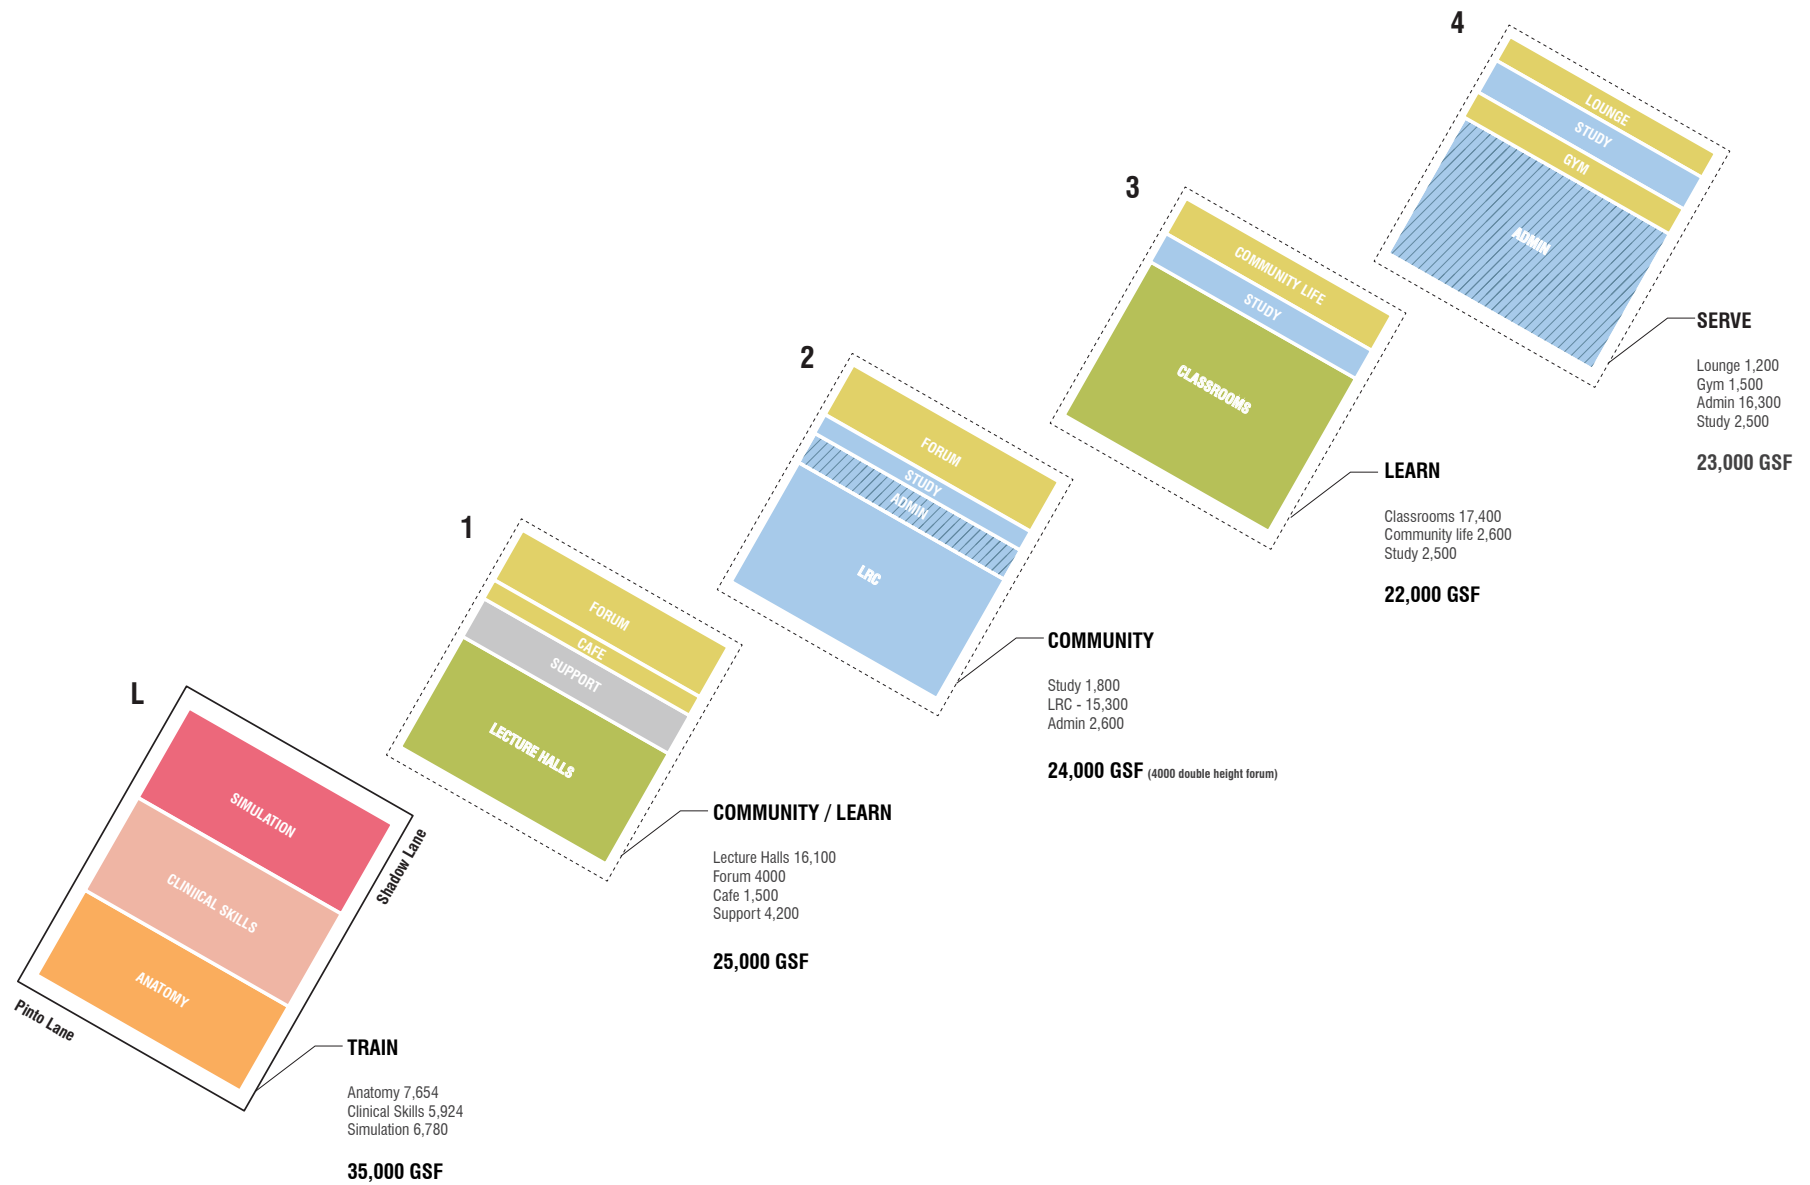 4
LOUNGE
STUDY
GYM
ADMIN
SERVE
Lounge 1,200
Gym 1,500
Admin 16,300
Study 2,500
23,000 GSF
3
COMMUNITY LIFE
STUDY
CLASSROOMS
LEARN
Classrooms 17,400
Community life 2,600
Study 2,500
22,000 GSF
2
FORUM
STUDY
ADMIN
LRC
COMMUNITY
Study 1,800
LRC - 15,300
Admin 2,600
24,000 GSF (4000 double height forum)
1
FORUM
CAFE
SUPPORT
LECTURE HALLS
COMMUNITY / LEARN
Lecture Halls 16,100
Forum 4000
Cafe 1,500
Support 4,200
25,000 GSF
L
SIMULATION
CLINIICAL SKILLS
ANATOMY
Shadow Lane
Pinto Lane
TRAIN
Anatomy 7,654
Clinical Skills 5,924
Simulation 6,780
35,000 GSF